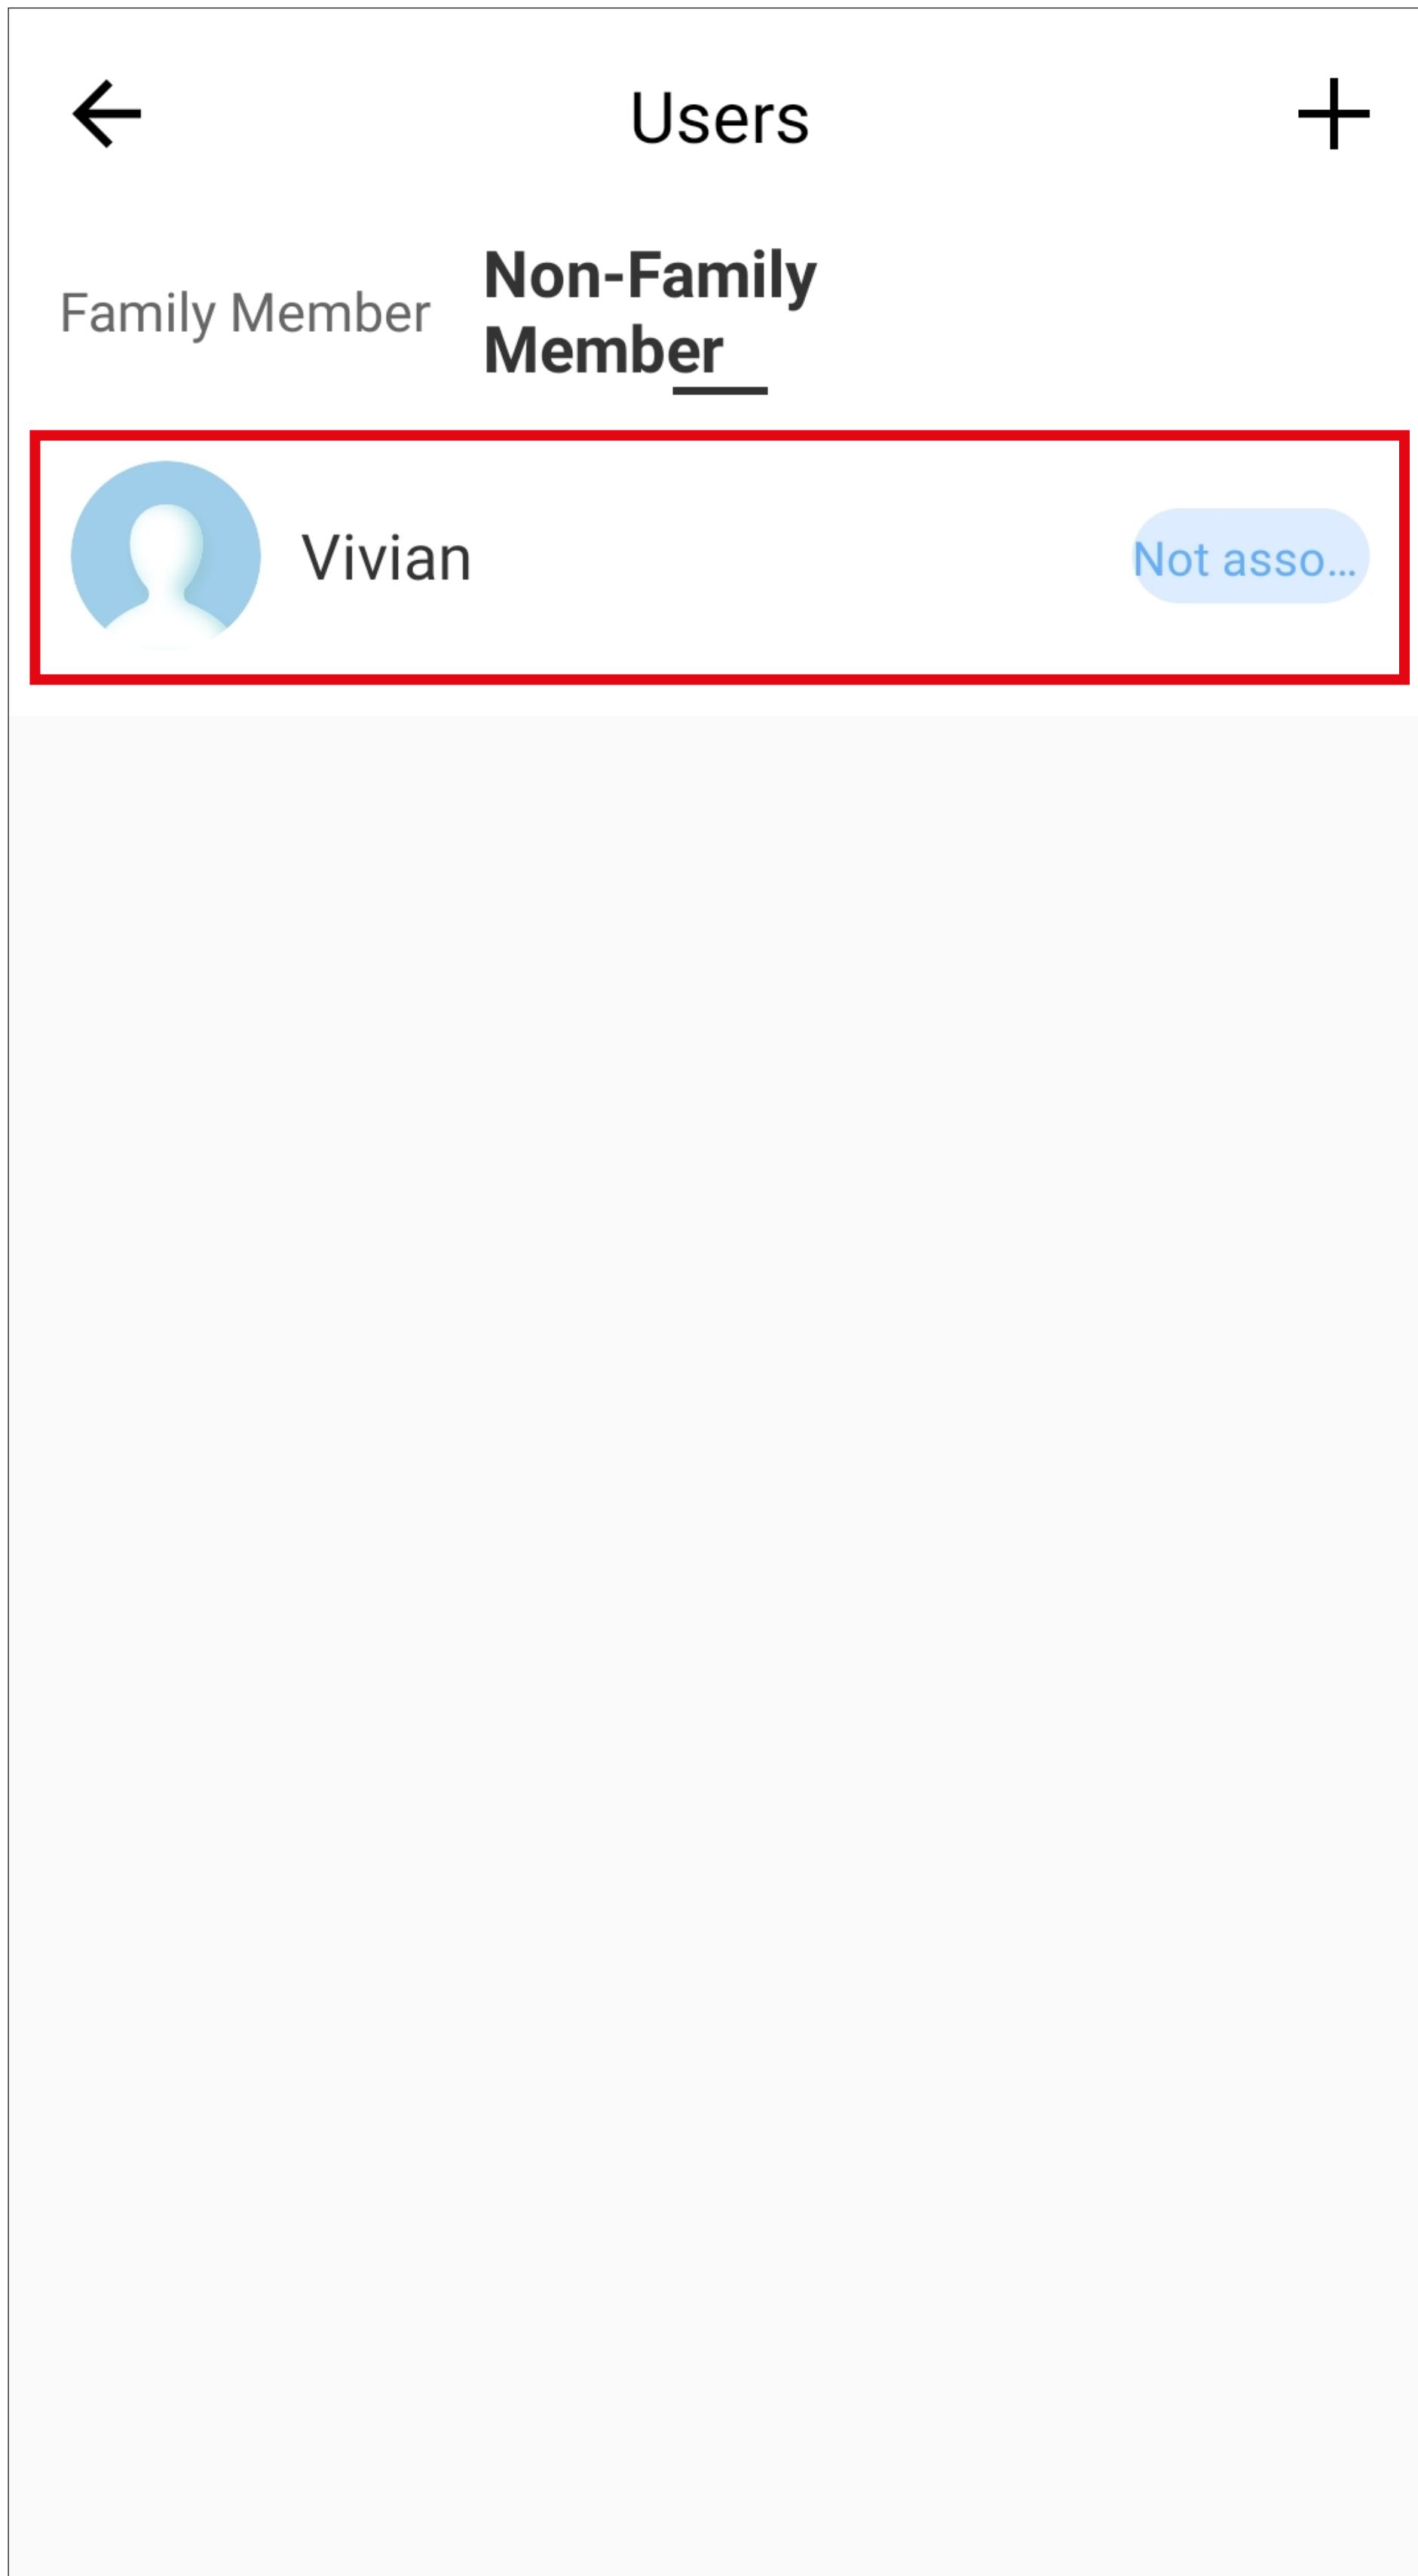 Users
Family Member
Non-Family
Member
Vivian
Not asso...